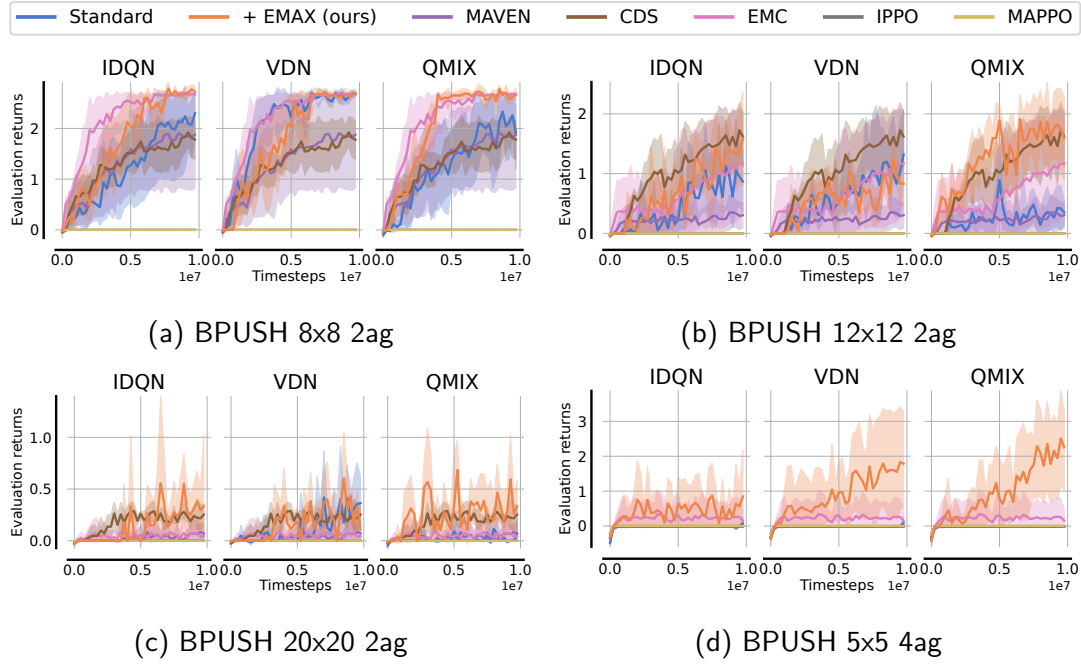 Standard + EMAX (ours) MAVEN CDS EMC IPPO MAPPO
IDQN VDN QMIX
Evaluation returns
2
1
0
0.0 0.5 1.0 0.0 0.5 1.0 0.0 0.5 1.0
1e7 Timesteps 1e7 1e7
(a) BPUSH 8x8 2ag
IDQN VDN QMIX
Evaluation returns
2
1
0
0.0 0.5 1.0 0.0 0.5 1.0 0.0 0.5 1.0
1e7 Timesteps 1e7 1e7
(b) BPUSH 12x12 2ag
IDQN VDN QMIX
Evaluation returns
1.0
0.5
0.0
0.0 0.5 1.0 0.0 0.5 1.0 0.0 0.5 1.0
1e7 Timesteps 1e7 1e7
(c) BPUSH 20x20 2ag
IDQN VDN QMIX
Evaluation returns
3
2
1
0
0.0 0.5 1.0 0.0 0.5 1.0 0.0 0.5 1.0
1e7 Timesteps 1e7 1e7
(d) BPUSH 5x5 4ag